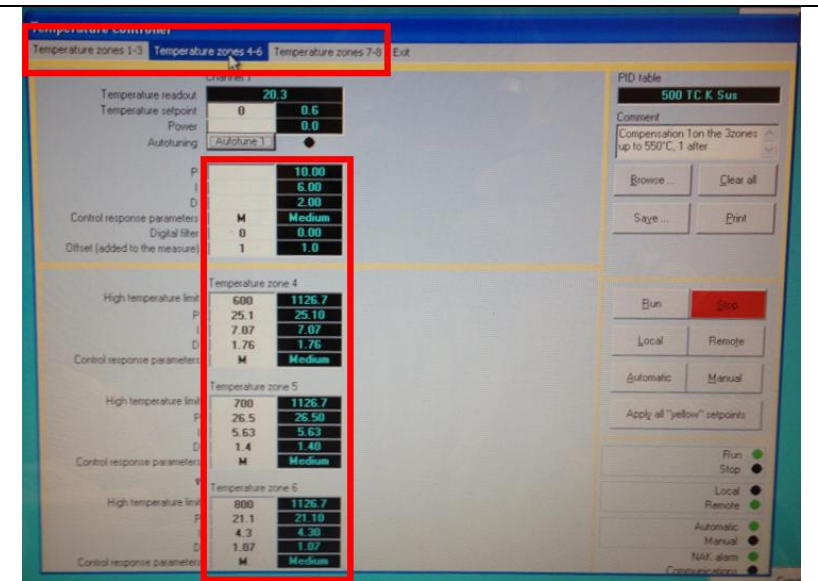 Temperature Controller
Temperature zones 1-3 Temperature zones 4-6 Temperature zones 7-8 Exit
Channel 1
Temperature readout 20.3
Temperature setpoint 0 0.6
Power 0.0
Autotuning Autotune 1
P 10.00
I 6.00
D 2.00
Control response parameters M Medium
Digital filter 0 0.00
Offset (added to the measure) 1 1.0
Temperature zone 4
High temperature limit 600 1126.7
P 25.1 25.10
I 7.07 7.07
D 1.76 1.76
Control response parameters M Medium
Temperature zone 5
High temperature limit 700 1126.7
P 26.5 26.50
I 5.63 5.63
D 1.4 1.40
Control response parameters M Medium
Temperature zone 6
High temperature limit 800 1126.7
P 21.1 21.10
I 4.3 4.30
D 1.07 1.07
Control response parameters M Medium
PID table
500 TC K Sus
Comment
Compensation 1on the 3zones
up to 550°C, 1 after
Browse ... Clear all
Save ... Print
Run Stop
Local Remote
Automatic Manual
Apply all "yellow" setpoints
Run
Stop
Local
Remote
Automatic
Manual
NAK alarm
Communications